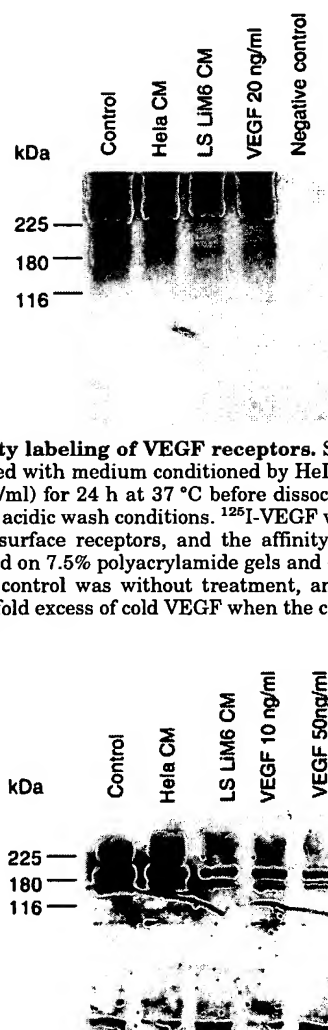 Control
Hela CM
LS LiM6 CM
VEGF 20 ng/ml
Negative control
kDa
225
180
116
ty labeling of VEGF receptors. S
ed with medium conditioned by HeI
/ml) for 24 h at 37 °C before dissoc
acidic wash conditions. ¹²⁵I-VEGF v
surface receptors, and the affinity
d on 7.5% polyacrylamide gels and
control was without treatment, an
fold excess of cold VEGF when the c
Control
Hela CM
LS LiM6 CM
VEGF 10 ng/ml
VEGF 50ng/ml
kDa
225
180
116